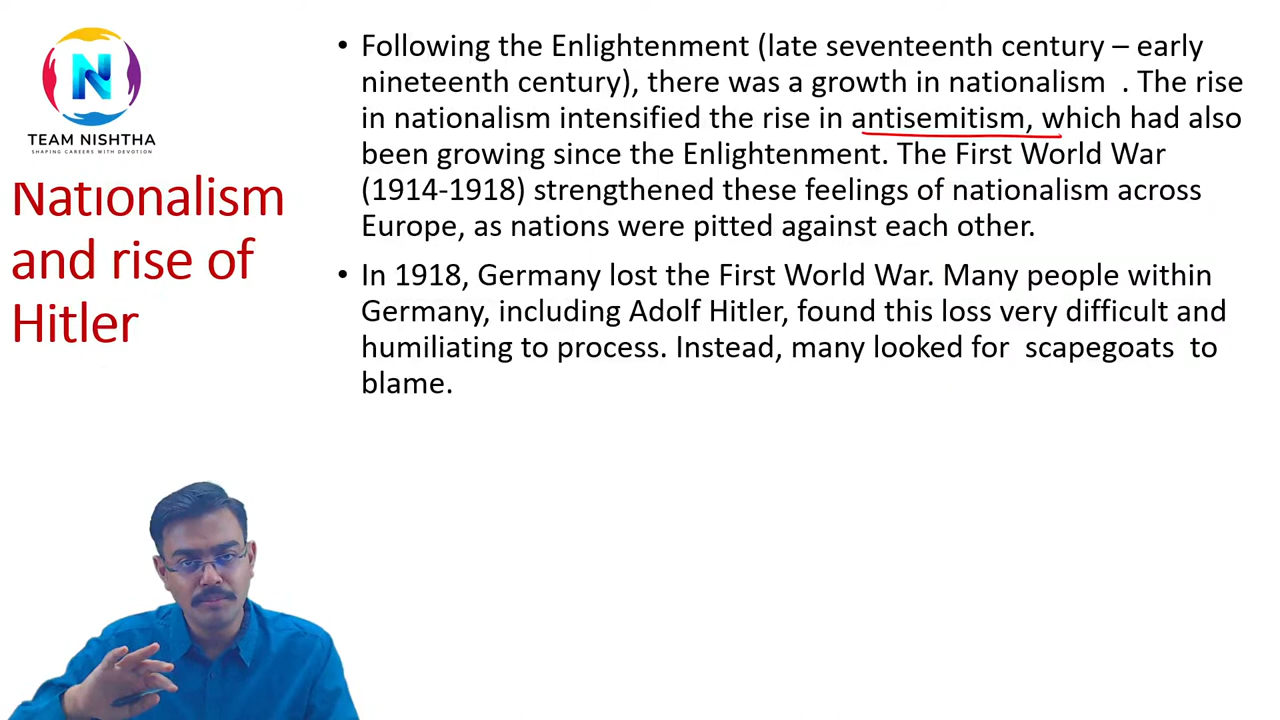 N
TEAM NISHTHA
SHAPING CAREERS WITH DEVOTION
Nationalism
and rise of
Hitler
• Following the Enlightenment (late seventeenth century – early
nineteenth century), there was a growth in nationalism . The rise
in nationalism intensified the rise in antisemitism, which had also
been growing since the Enlightenment. The First World War
(1914-1918) strengthened these feelings of nationalism across
Europe, as nations were pitted against each other.
• In 1918, Germany lost the First World War. Many people within
Germany, including Adolf Hitler, found this loss very difficult and
humiliating to process. Instead, many looked for scapegoats to
blame.